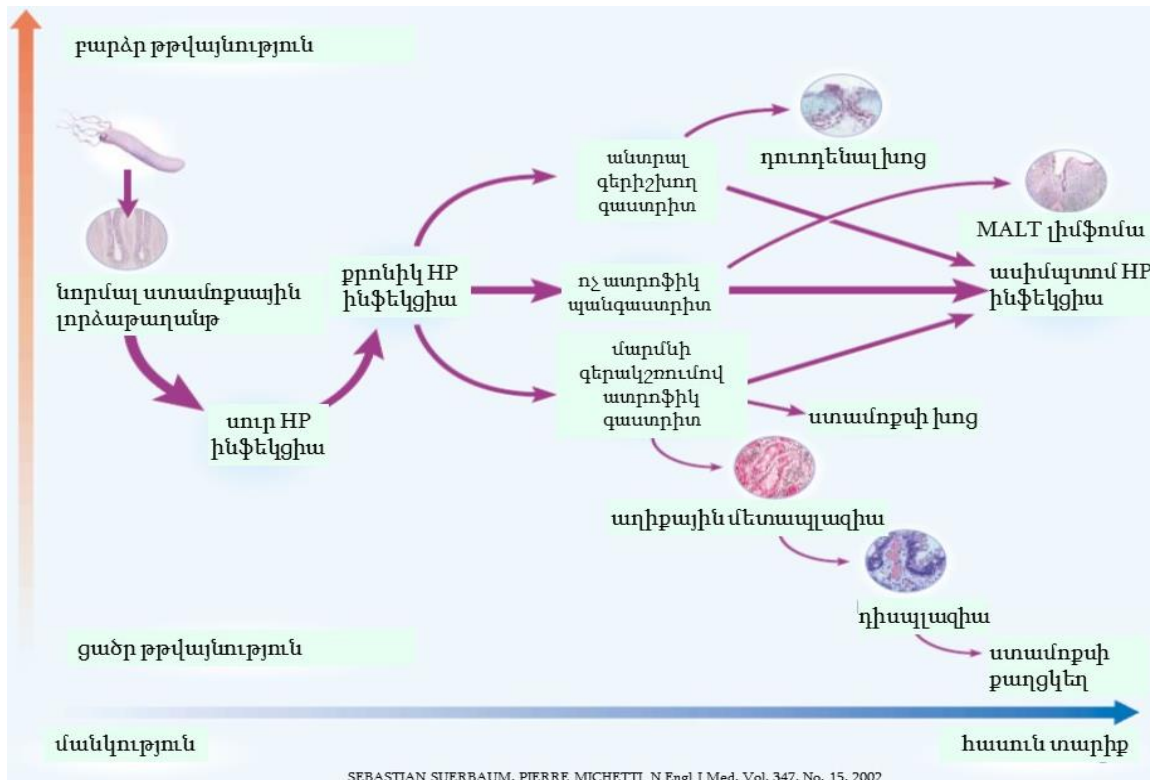 բարձր թթվայնություն
նորմալ ստամոքսային
լորձաթաղանթ
սուր HP
ինֆեկցիա
քրոնիկ HP
ինֆեկցիա
անտրալ
գերիշխող
գաստրիտ
դուոդենալ խոց
MALT լիմֆոմա
ոչ ատրոֆիկ
պանգաստրիտ
ասիմպտոմ HP
ինֆեկցիա
մարմնի
գերակշռումով
ատրոֆիկ
գաստրիտ
ստամոքսի խոց
աղիքային մետապլազիա
դիսպլազիա
ստամոքսի
քաղցկեղ
ցածր թթվայնություն
մանկություն
հասուն տարիք
SEBASTIAN SUERBAUM, PIERRE MICHETTI, N Engl J Med, Vol. 347, No. 15, 2002